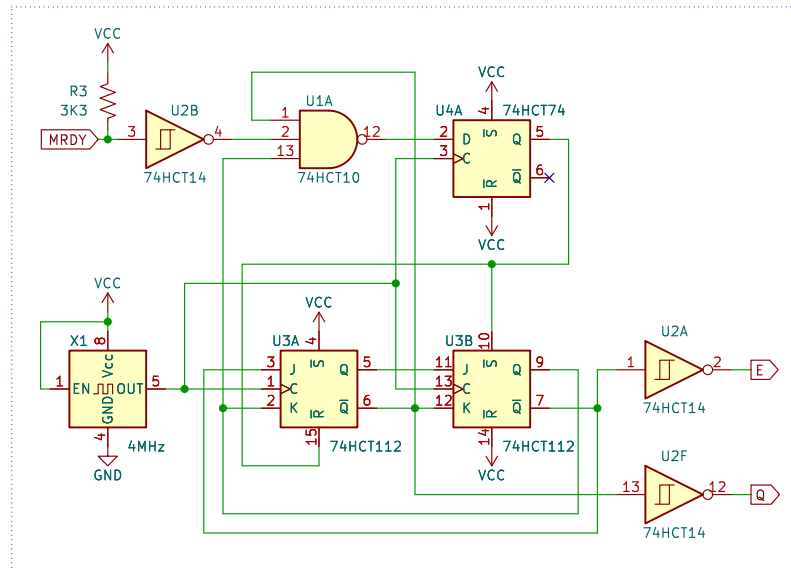 VCC
R3
3K3
MRDY
3
U2B
4
74HCT14
U1A
1
2
13
12
74HCT10
VCC
U4A
74HCT74
4
2
D
S
Q
5
3
C
R
Q
6
1
VCC
VCC
X1
8
Vcc
1
EN
OUT
5
GND
4
4MHz
GND
VCC
U3A
4
3
J
S
Q
5
1
C
2
K
R
Q
6
15
74HCT112
U3B
10
11
J
S
Q
9
13
C
12
K
R
Q
7
14
74HCT112
VCC
U2A
1
2
E
74HCT14
U2F
13
12
Q
74HCT14